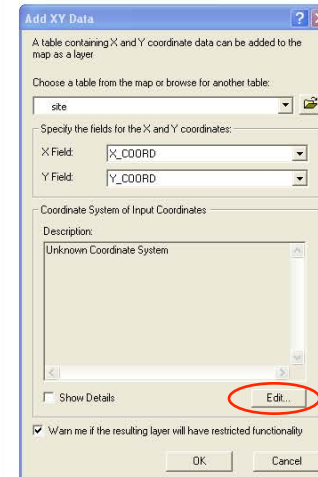 Add XY Data
A table containing X and Y coordinate data can be added to the
map as a layer
Choose a table from the map or browse for another table:
site
Specify the fields for the X and Y coordinates:
X Field:
X_COORD
Y Field:
Y_COORD
Coordinate System of Input Coordinates
Description:
Unknown Coordinate System
Show Details
Edit...
Warn me if the resulting layer will have restricted functionality
OK
Cancel